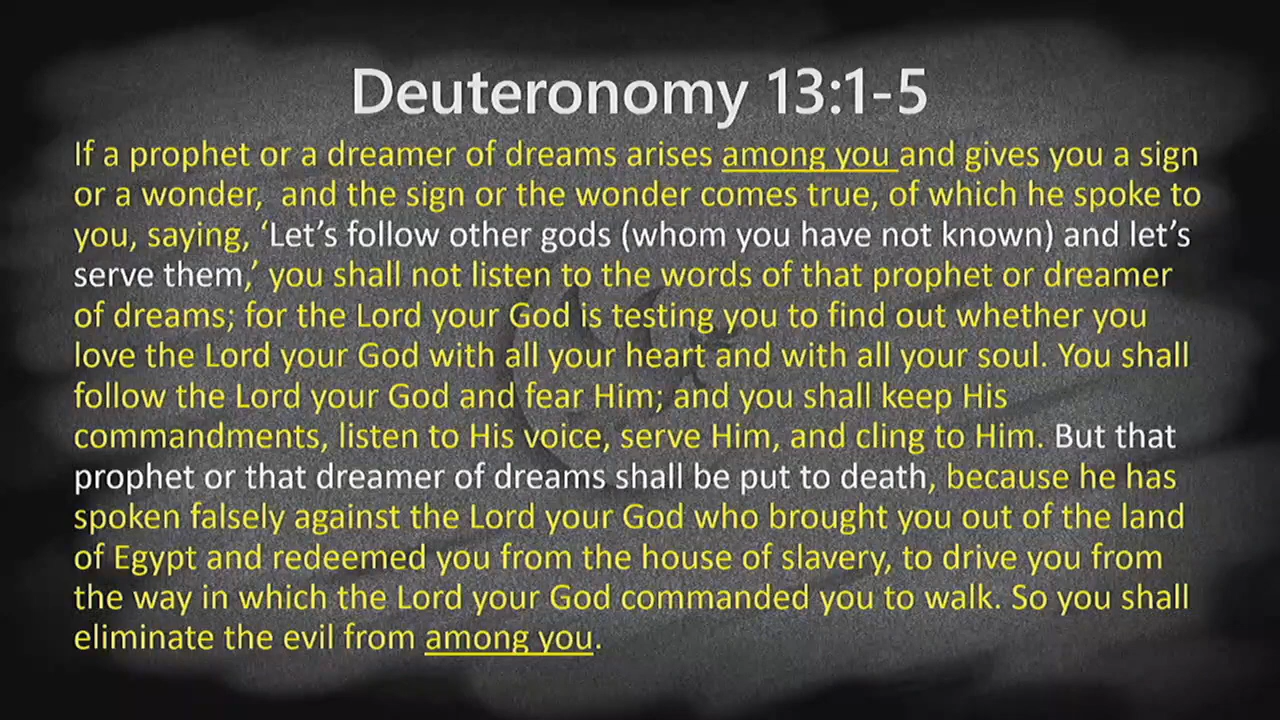 Deuteronomy 13:1-5
If a prophet or a dreamer of dreams arises among you and gives you a sign
or a wonder,  and the sign or the wonder comes true, of which he spoke to
you, saying, ‘Let’s follow other gods (whom you have not known) and let’s
serve them,’ you shall not listen to the words of that prophet or dreamer
of dreams; for the Lord your God is testing you to find out whether you
love the Lord your God with all your heart and with all your soul. You shall
follow the Lord your God and fear Him; and you shall keep His
commandments, listen to His voice, serve Him, and cling to Him. But that
prophet or that dreamer of dreams shall be put to death, because he has
spoken falsely against the Lord your God who brought you out of the land
of Egypt and redeemed you from the house of slavery, to drive you from
the way in which the Lord your God commanded you to walk. So you shall
eliminate the evil from among you.